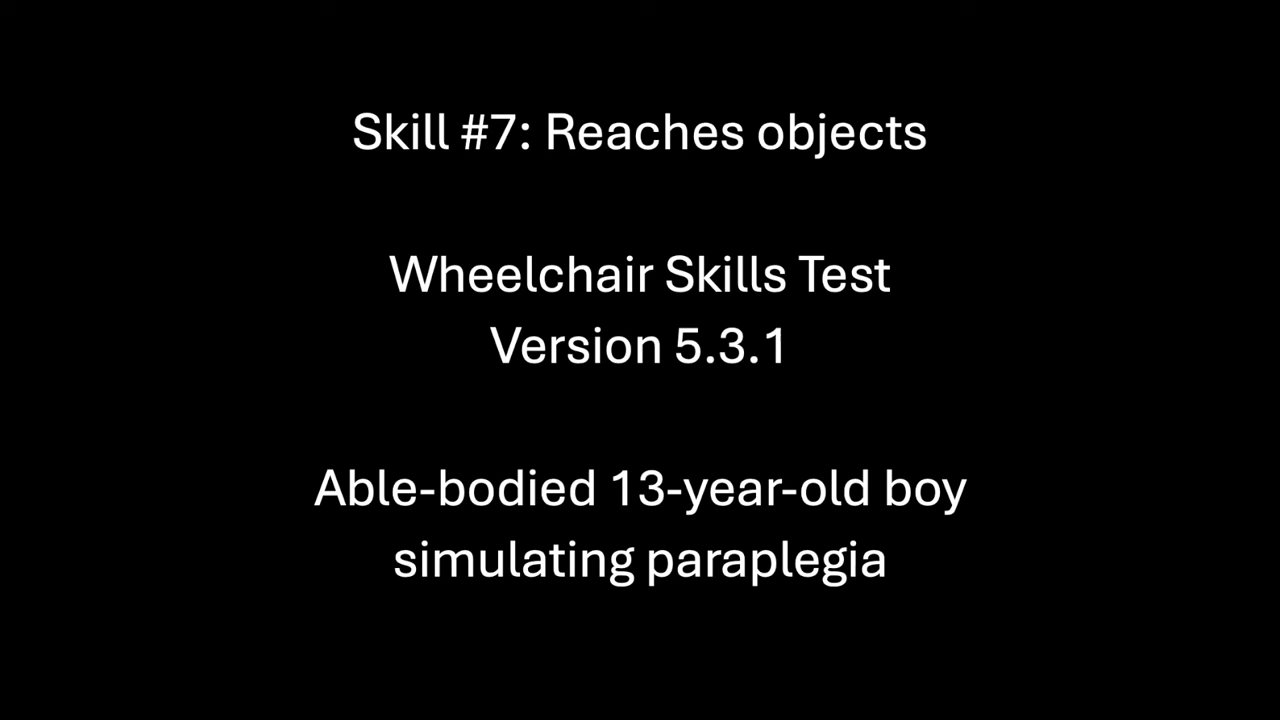 Skill #7: Reaches objects
Wheelchair Skills Test
Version 5.3.1
Able-bodied 13-year-old boy
simulating paraplegia